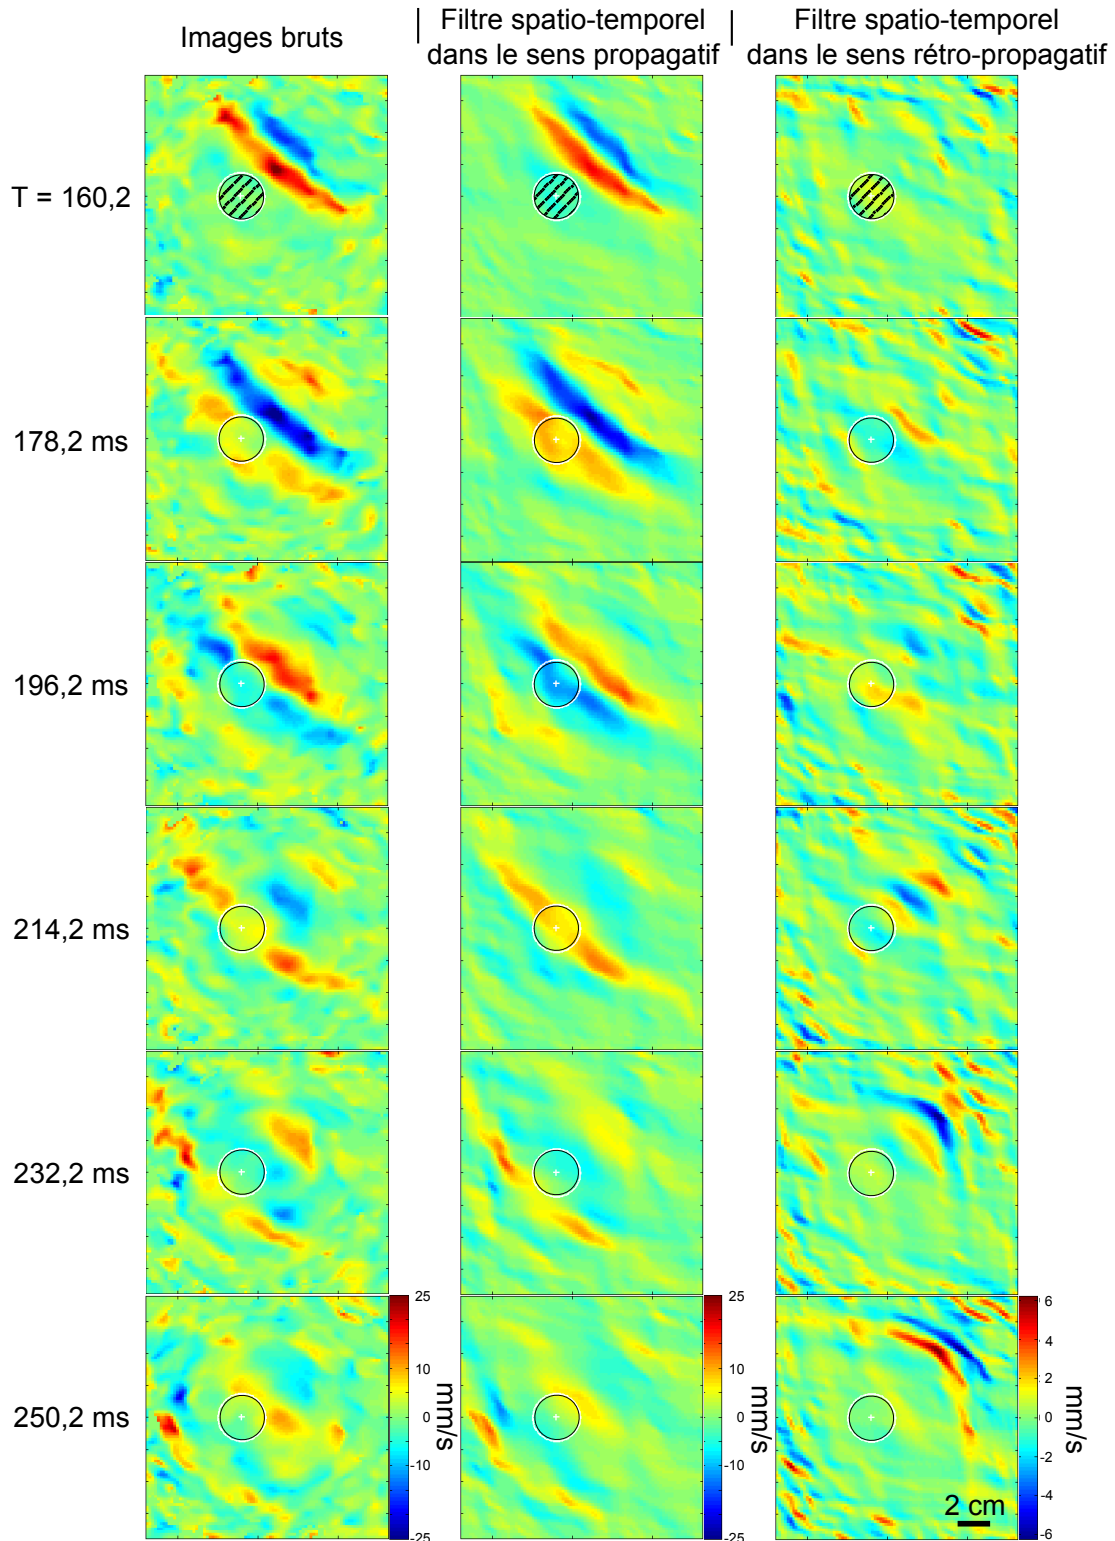 Images bruts
Filtre spatio-temporel
dans le sens propagatif
Filtre spatio-temporel
dans le sens rétro-propagatif
T = 160,2
178,2 ms
196,2 ms
214,2 ms
232,2 ms
250,2 ms
25
10
0
-10
-25
mm/s
25
10
0
-10
-25
mm/s
6
4
2
0
-2
-4
-6
mm/s
2 cm